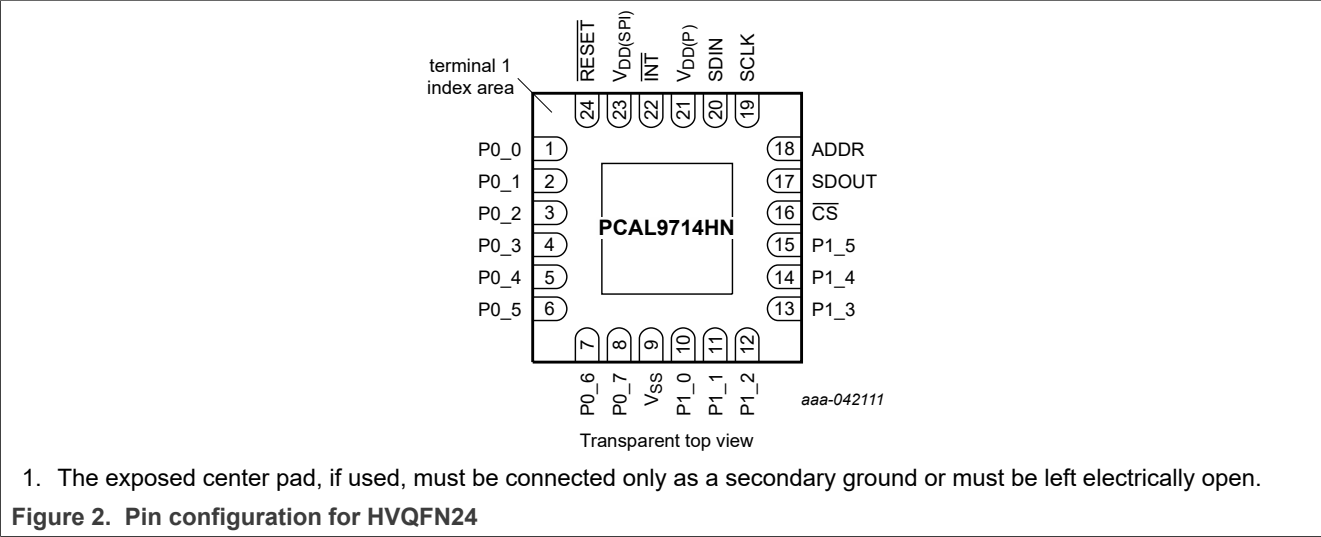 RESET
VDD(SPI)
INT
VDD(P)
SDIN
SCLK
terminal 1
index area
24
23
22
21
20
19
P0_0 1
18 ADDR
P0_1 2
17 SDOUT
P0_2 3
16 CS
PCAL9714HN
P0_3 4
15 P1_5
P0_4 5
14 P1_4
P0_5 6
13 P1_3
7
8
9
10
11
12
P0_6
P0_7
VSS
P1_0
P1_1
P1_2
aaa-042111
Transparent top view
1. The exposed center pad, if used, must be connected only as a secondary ground or must be left electrically open.
Figure 2. Pin configuration for HVQFN24